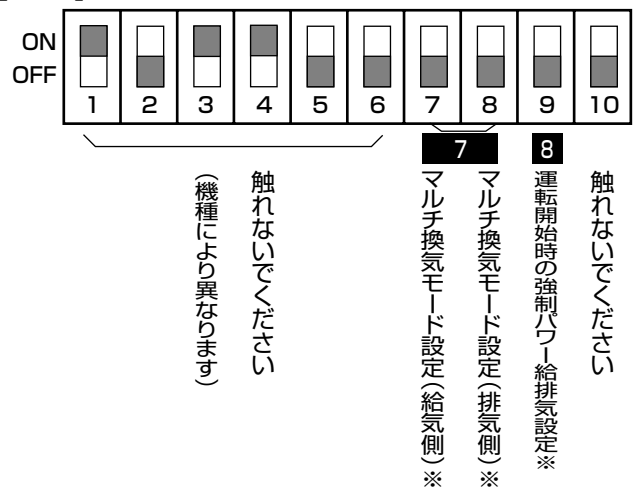 ON
OFF
1 2 3 4 5 6 7 8 9 10
7 8
触れないでください
(機種により異なります)
マルチ換気モード設定(給気側)※
マルチ換気モード設定(排気側)※
運転開始時の強制パワー給排気設定※
触れないでください